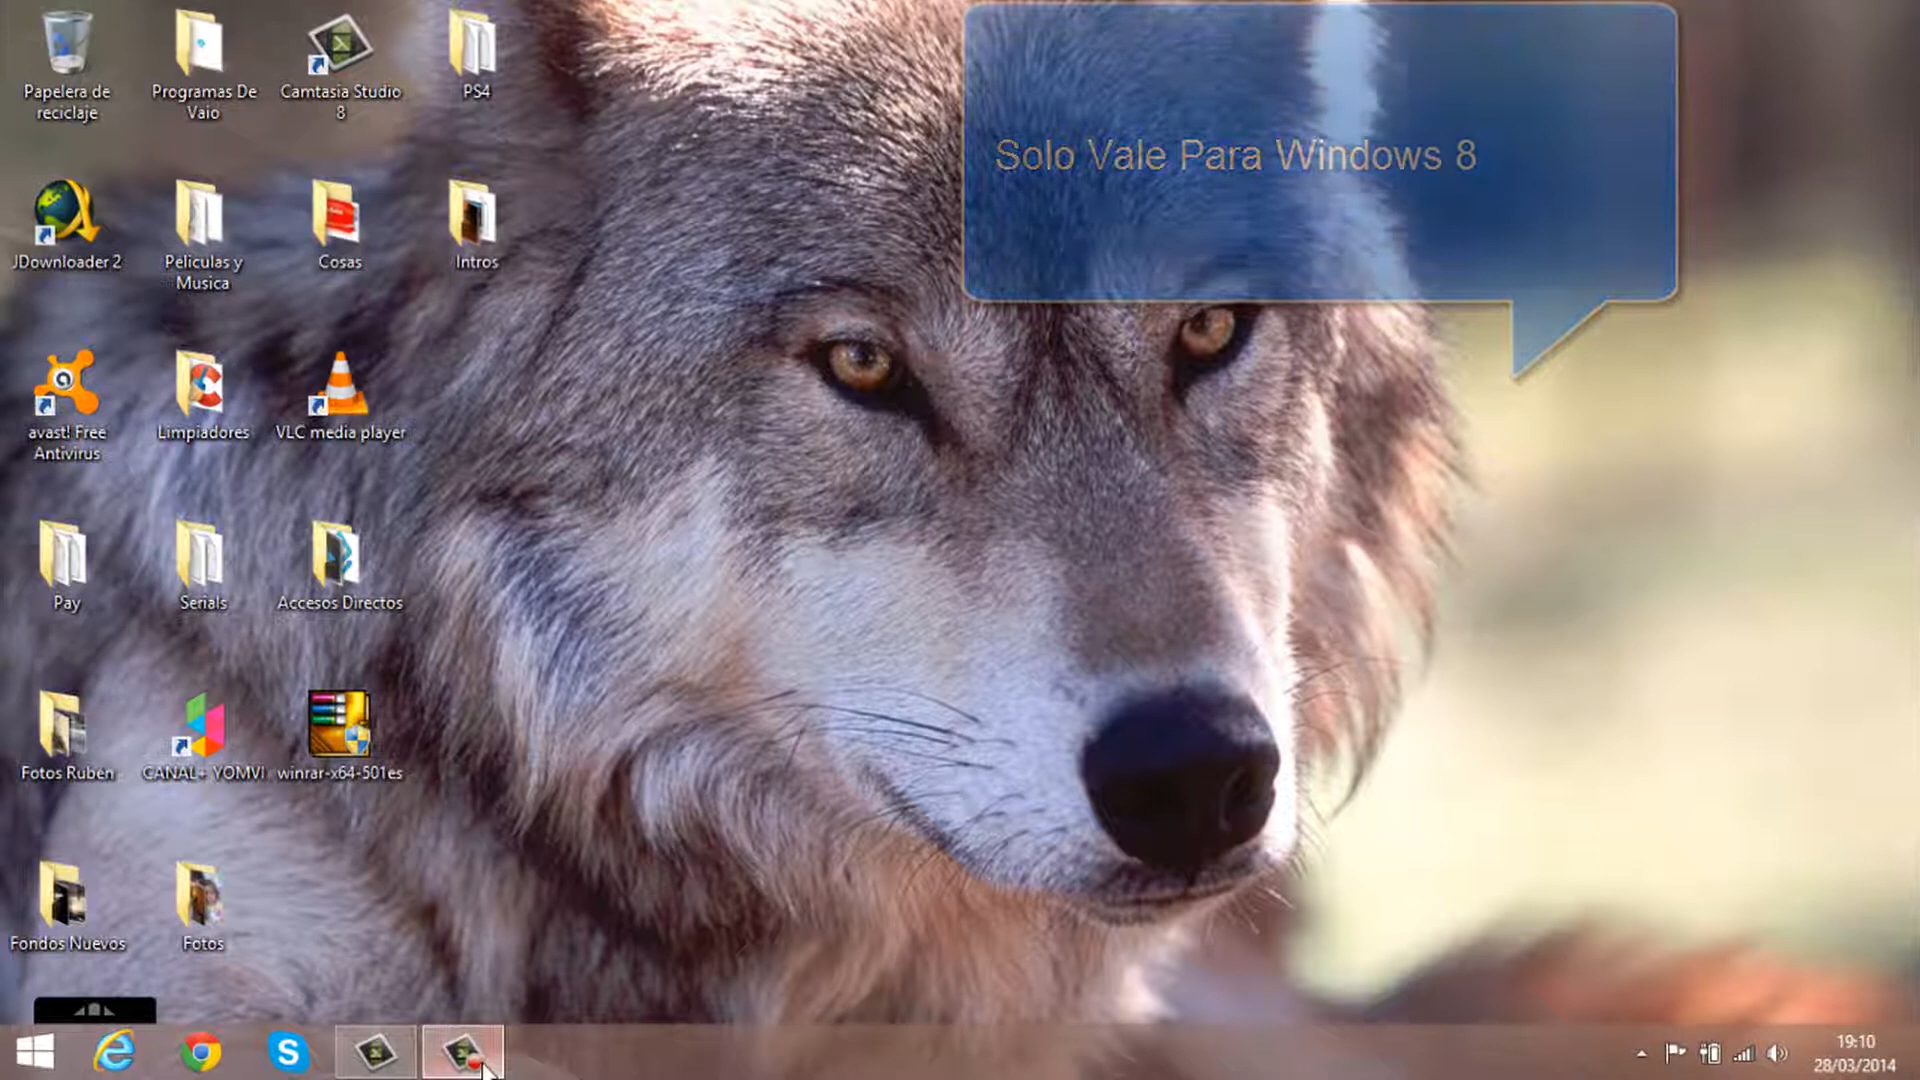 Papelera de
reciclaje
Programas De
Vaio
Camtasia Studio
8
PS4
Solo Vale Para Windows 8
JDownloader 2
Peliculas y
Musica
Cosas
Intros
avast! Free
Antivirus
Limpiadores
VLC media player
Pay
Serials
Accesos Directos
Fotos Ruben
CANAL+ YOMVI
winrar-x64-501es
Fondos Nuevos
Fotos
19:10
28/03/2014